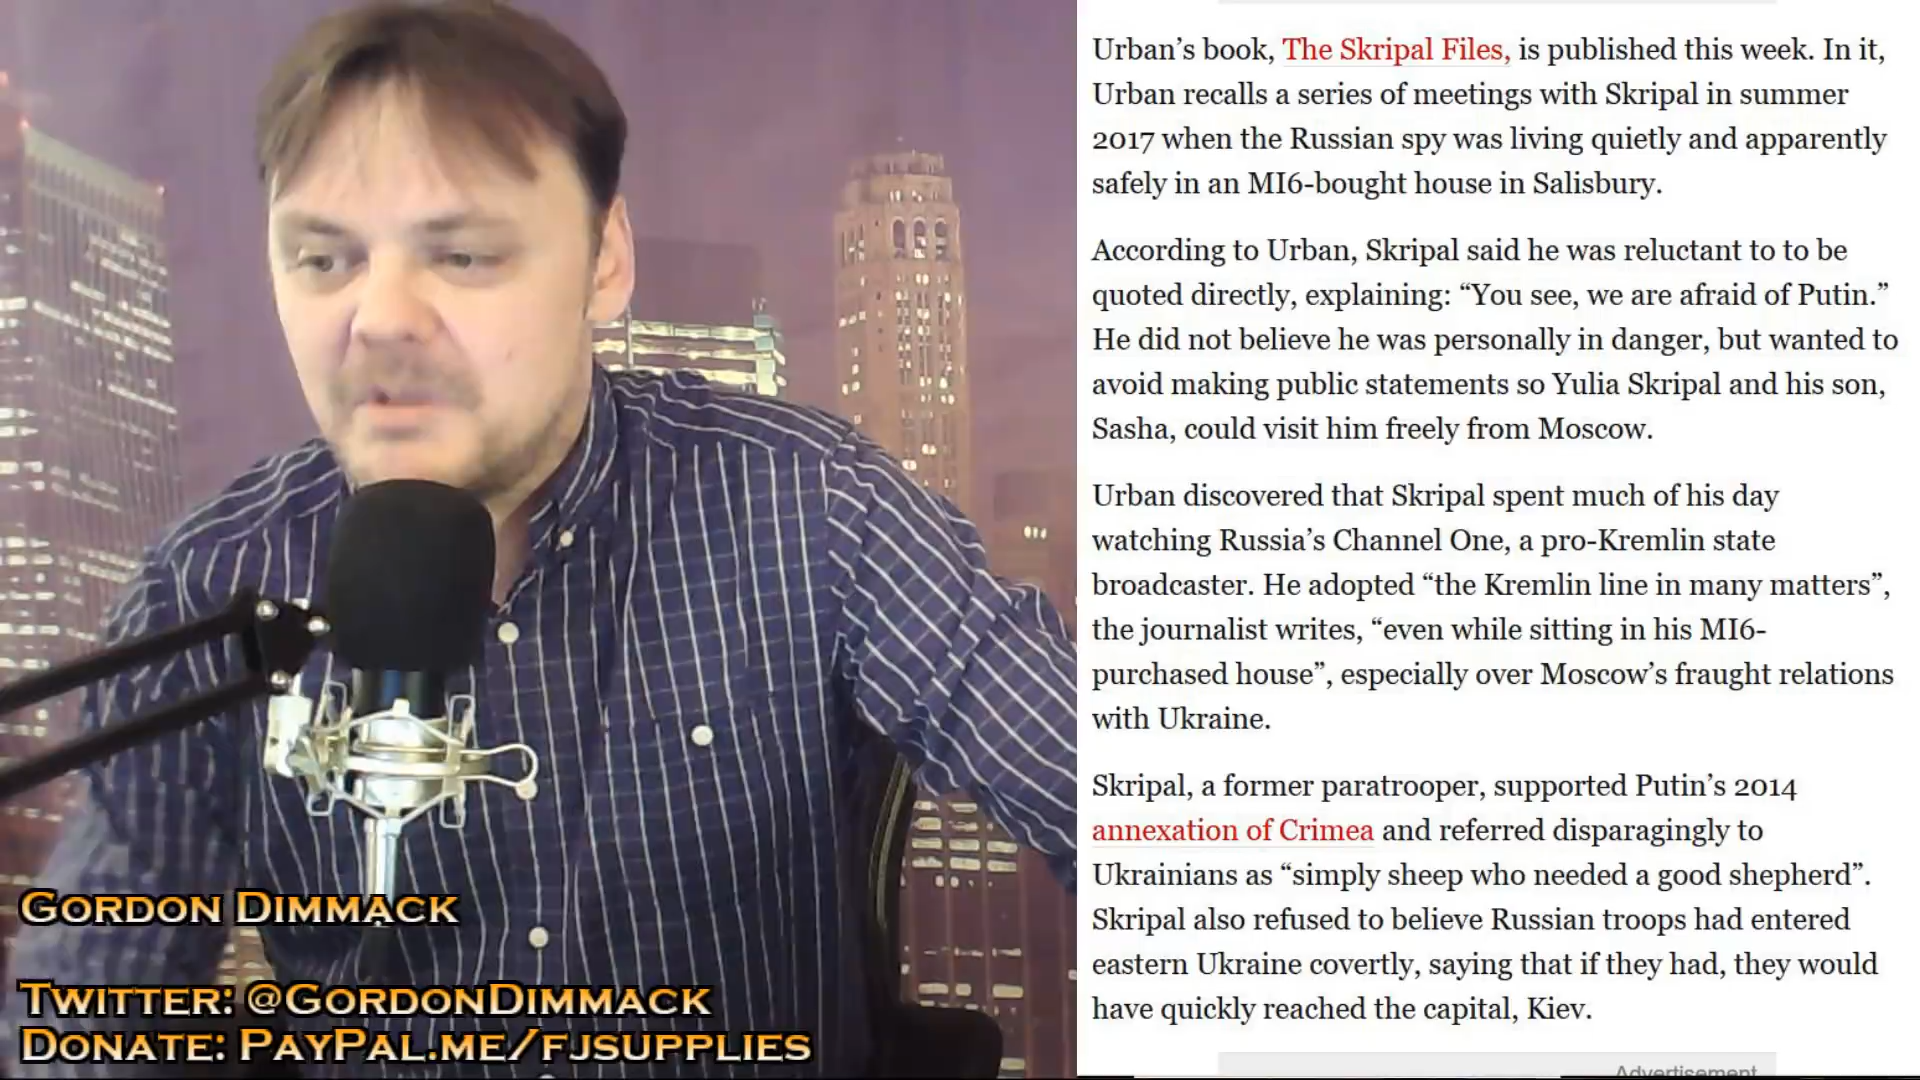 Urban’s book, The Skripal Files, is published this week. In it,
Urban recalls a series of meetings with Skripal in summer
2017 when the Russian spy was living quietly and apparently
safely in an MI6-bought house in Salisbury.
According to Urban, Skripal said he was reluctant to to be
quoted directly, explaining: “You see, we are afraid of Putin.”
He did not believe he was personally in danger, but wanted to
avoid making public statements so Yulia Skripal and his son,
Sasha, could visit him freely from Moscow.
Urban discovered that Skripal spent much of his day
watching Russia’s Channel One, a pro-Kremlin state
broadcaster. He adopted “the Kremlin line in many matters”,
the journalist writes, “even while sitting in his MI6-
purchased house”, especially over Moscow’s fraught relations
with Ukraine.
Skripal, a former paratrooper, supported Putin’s 2014
annexation of Crimea and referred disparagingly to
Ukrainians as “simply sheep who needed a good shepherd”.
Skripal also refused to believe Russian troops had entered
eastern Ukraine covertly, saying that if they had, they would
have quickly reached the capital, Kiev.
Advertisement
Gordon Dimmack
Twitter: @GordonDimmack
Donate: PayPal.me/fjsupplies